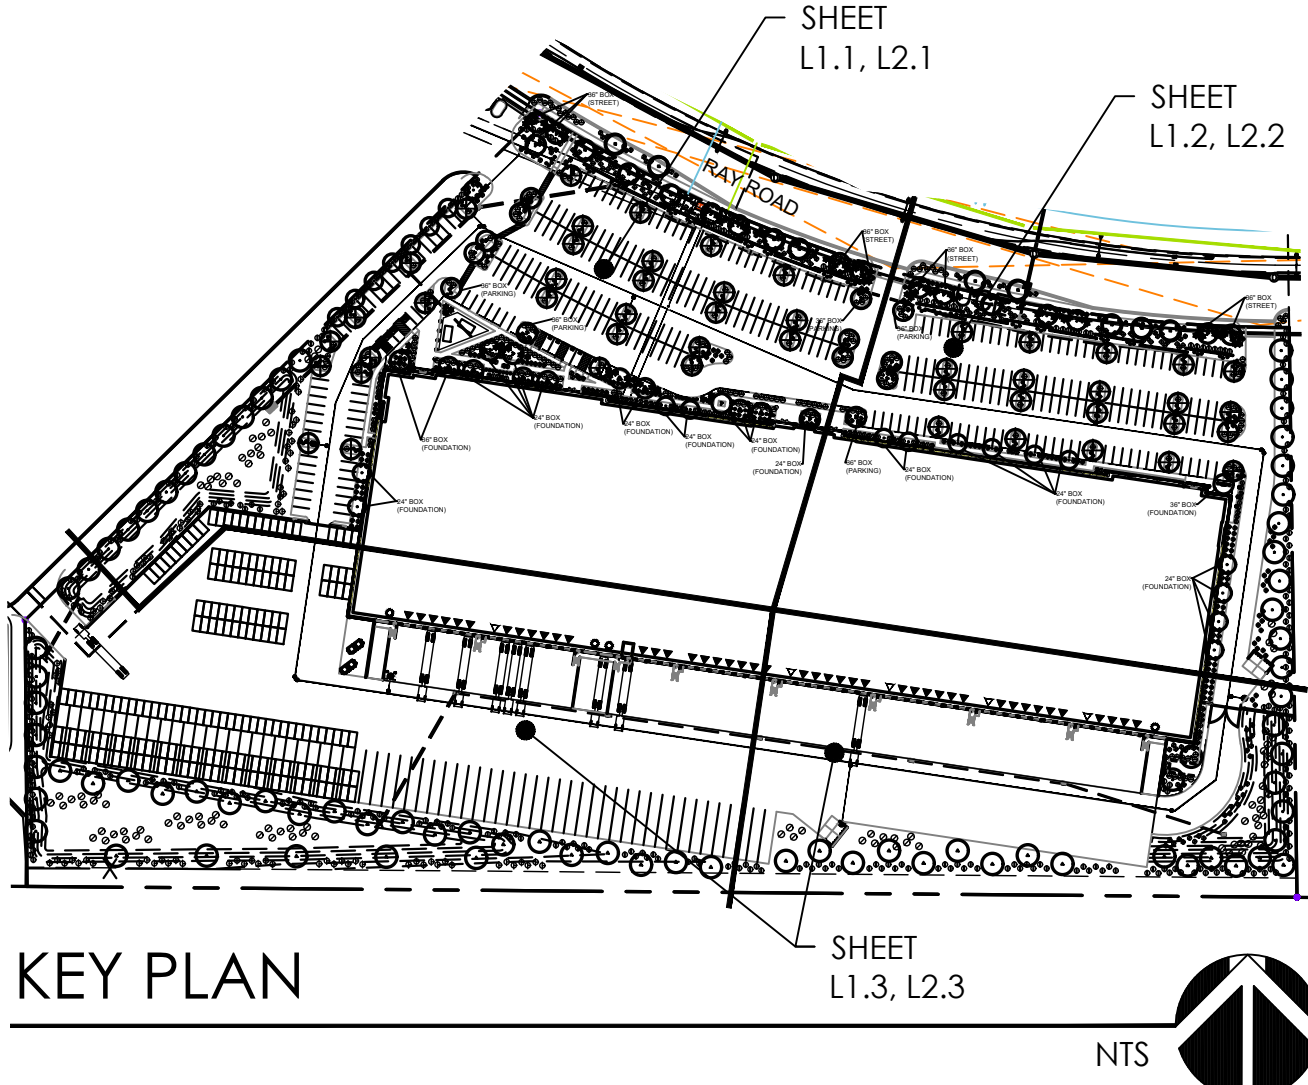 SHEET
L1.1, L2.1
SHEET
L1.2, L2.2
36" BOX
(STREET)
RAY ROAD
36" BOX
(STREET)
36" BOX
(STREET)
36" BOX
(PARKING)
36" BOX
(STREET)
36" BOX
(PARKING)
36" BOX
(PARKING)
36" BOX
(PARKING)
24" BOX
(FOUNDATION)
24" BOX
(FOUNDATION)
36" BOX
(FOUNDATION)
24" BOX
(FOUNDATION)
24" BOX
(FOUNDATION)
24" BOX
(FOUNDATION)
36" BOX
(PARKING)
24" BOX
(FOUNDATION)
24" BOX
(FOUNDATION)
24" BOX
(FOUNDATION)
36" BOX
(FOUNDATION)
24" BOX
(FOUNDATION)
SHEET
L1.3, L2.3
KEY PLAN
NTS